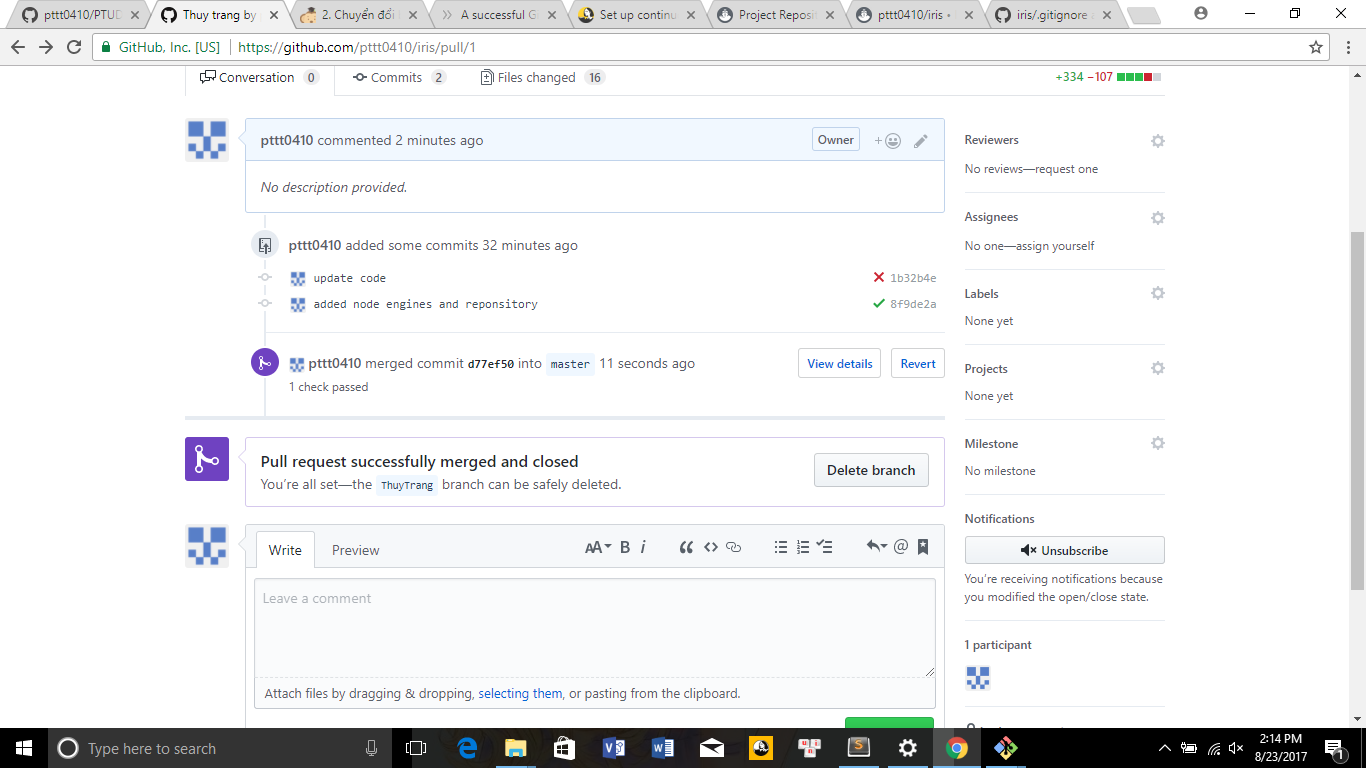 pttt0410/PTUD
Thuy trang by
2. Chuyển đổi
A successful G
Set up continu
Project Reposit
pttt0410/iris •
iris/.gitignore
GitHub, Inc. [US] https://github.com/pttt0410/iris/pull/1
Conversation 0 Commits 2 Files changed 16 +334 −107
pttt0410 commented 2 minutes ago Owner
No description provided.
pttt0410 added some commits 32 minutes ago
update code 1b32b4e
added node engines and reponsitory 8f9de2a
pttt0410 merged commit d77ef50 into master 11 seconds ago View details Revert
1 check passed
Pull request successfully merged and closed
You're all set—the ThuyTrang branch can be safely deleted.
Delete branch
Write Preview AA B i
Leave a comment
Attach files by dragging & dropping, selecting them, or pasting from the clipboard.
Reviewers
No reviews—request one
Assignees
No one—assign yourself
Labels
None yet
Projects
None yet
Milestone
No milestone
Notifications
Unsubscribe
You're receiving notifications because
you modified the open/close state.
1 participant
Type here to search
2:14 PM
8/23/2017
1